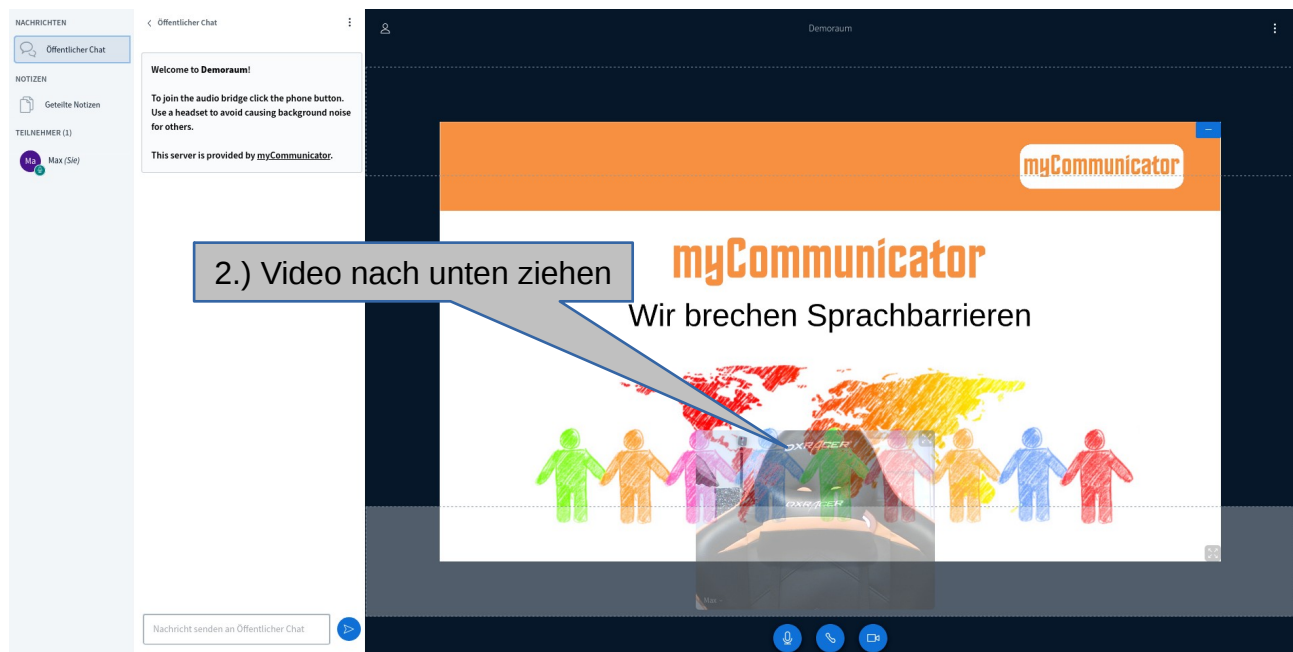 NACHRICHTEN
Öffentlicher Chat
NOTIZEN
Geteilte Notizen
TEILNEHMER (1)
Ma
Max (Sie)
Öffentlicher Chat
Welcome to Demoraum!
To join the audio bridge click the phone button.
Use a headset to avoid causing background noise
for others.
This server is provided by myCommunicator.
Nachricht senden an Öffentlicher Chat
Demoraum
myCommunicator
myCommunicator
2.) Video nach unten ziehen
Wir brechen Sprachbarrieren
DXRACER
DXRACER
Max